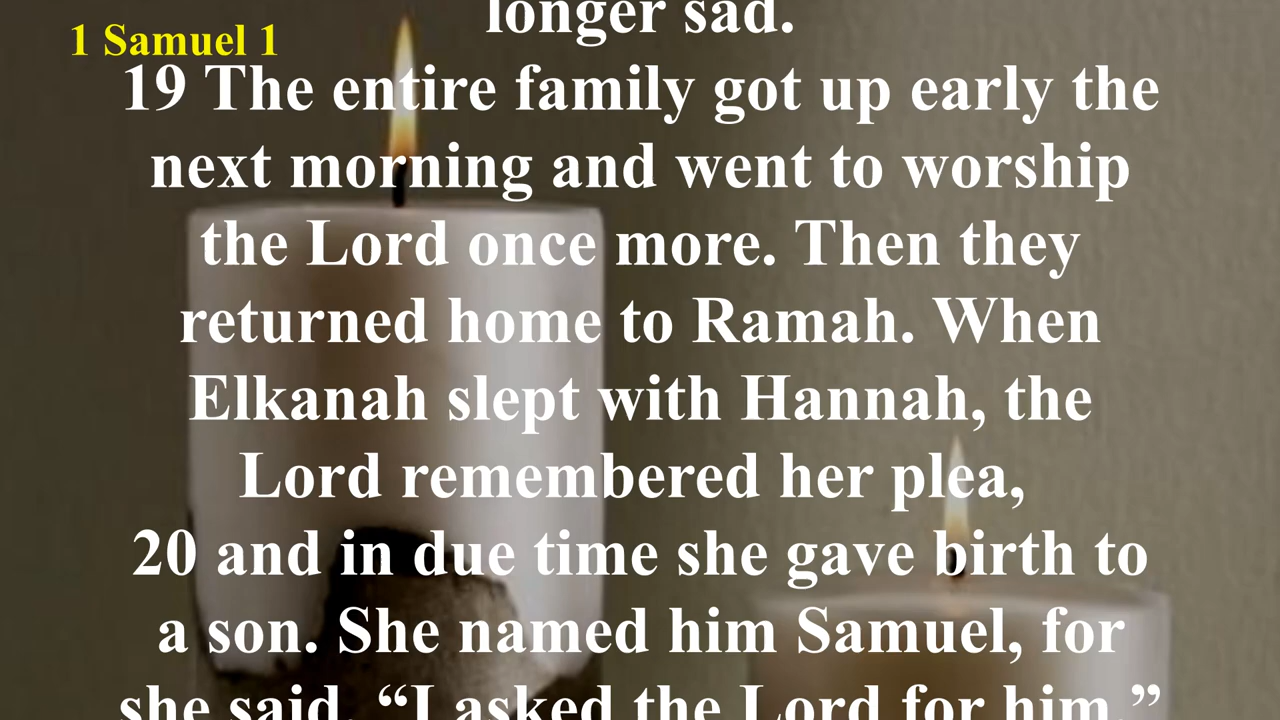 longer sad.
1 Samuel 1
19 The entire family got up early the
next morning and went to worship
the Lord once more. Then they
returned home to Ramah. When
Elkanah slept with Hannah, the
Lord remembered her plea,
20 and in due time she gave birth to
a son. She named him Samuel, for
she said, “I asked the Lord for him.”